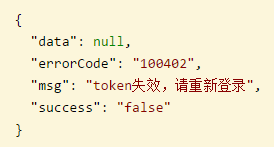 {
"data": null,
"errorCode": "100402",
"msg": "token失效，请重新登录",
"success": "false"
}